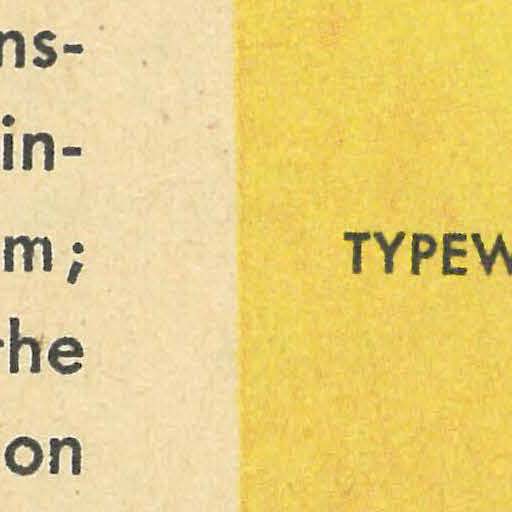 ns-
in-
m;
rhe
on
TYPEW